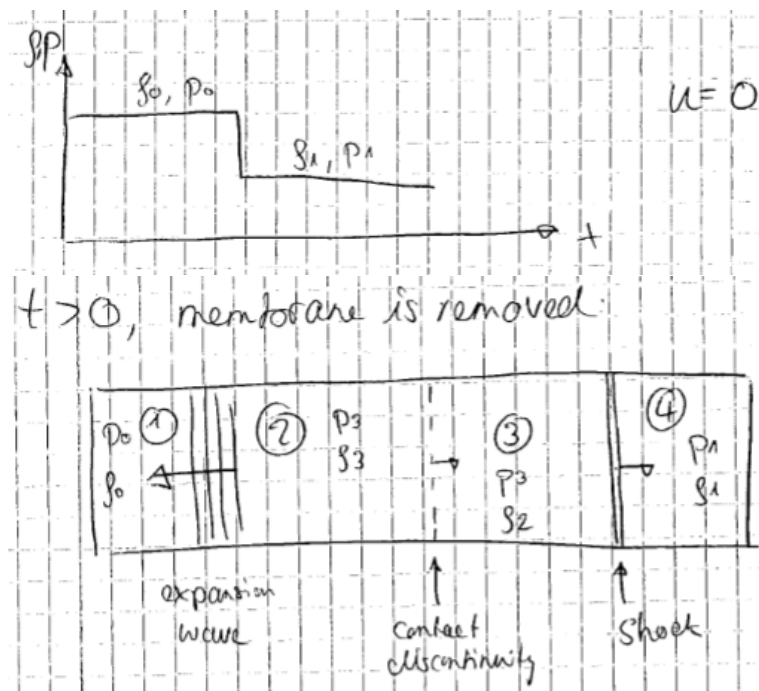 ρ,p
ρ0, p0
u = 0
ρ1, p1
t
t > 0, membrane is removed.
① ② p3 ③ ④
p0 ρ3 p3 p1
ρ0 ρ2 ρ1
expansion wave
contact discontinuity
shock